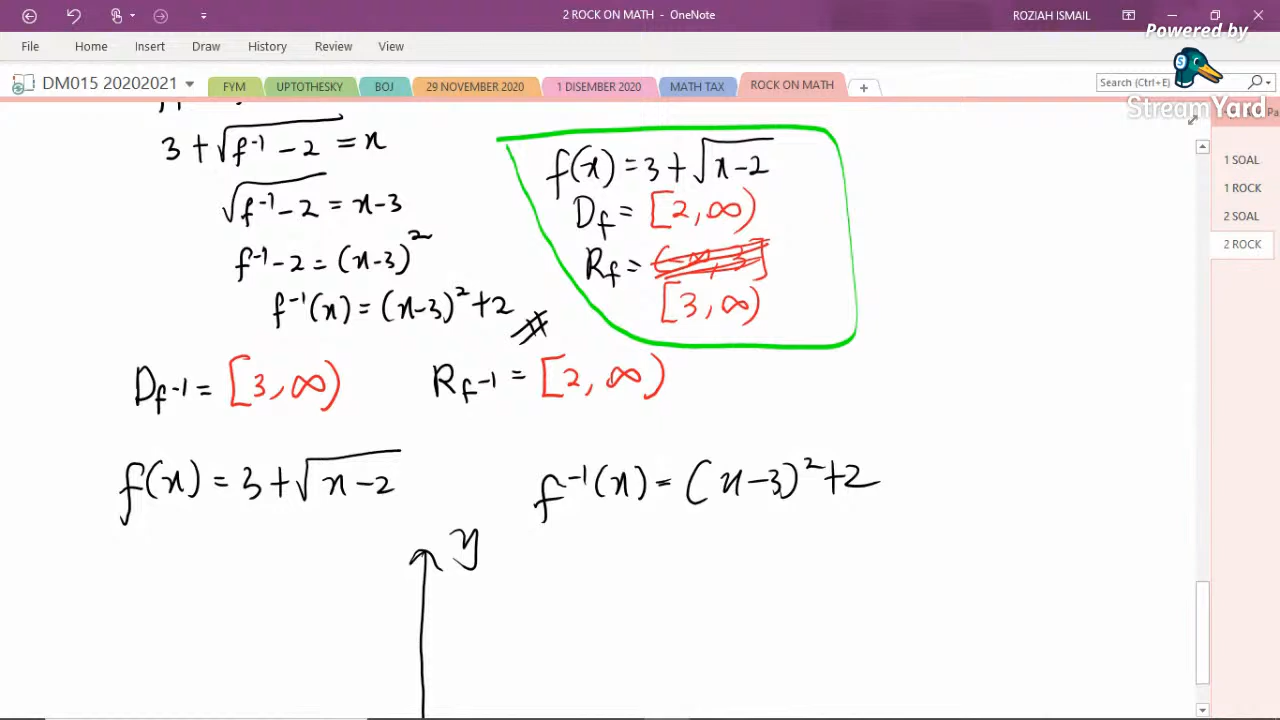 2 ROCK ON MATH - OneNote
ROZIAH ISMAIL
Powered by
StreamYard
File Home Insert Draw History Review View
DM015 20202021
FYM UPTOTHESKY BOJ 29 NOVEMBER 2020 1 DISEMBER 2020 MATH TAX ROCK ON MATH +
Search (Ctrl+E)
Pa
1 SOAL
1 ROCK
2 SOAL
2 ROCK
3 + √(f⁻¹ - 2) = x
√(f⁻¹ - 2) = x - 3
f⁻¹ - 2 = (x - 3)²
f⁻¹(x) = (x - 3)² + 2 #
f(x) = 3 + √(x - 2)
D_f = [2, ∞)
R_f =
[3, ∞)
D_f⁻¹ = [3, ∞) R_f⁻¹ = [2, ∞)
f(x) = 3 + √(x - 2) f⁻¹(x) = (x - 3)² + 2
y